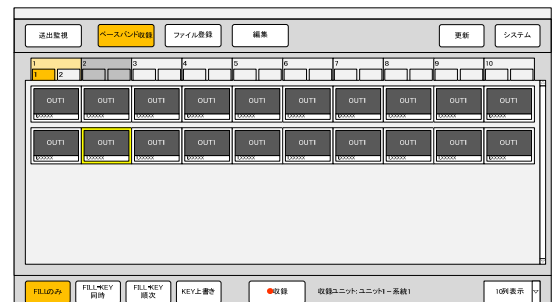 送出監視 ベースバンド収録 ファイル登録 編集 更新 システム
1 2 3 4 5 6 7 8 9 10
1 2
OUT1 OUT1 OUT1 OUT1 OUT1 OUT1 OUT1 OUT1 OUT1 OUT1
OUT1 OUT1 OUT1 OUT1 OUT1 OUT1 OUT1 OUT1 OUT1 OUT1
FILLのみ FILL+KEY 同時 FILL+KEY 順次 KEY上書き 収録 収録ユニット:ユニット1-系統1 10列表示